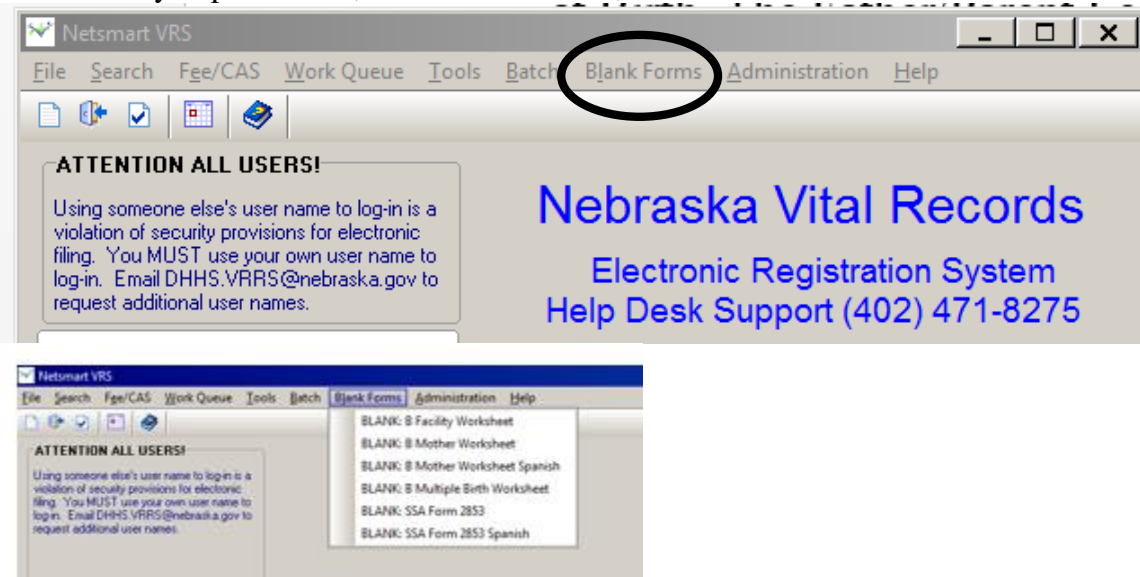 Netsmart VRS
File Search Fee/CAS Work Queue Tools Batch Blank Forms Administration Help
ATTENTION ALL USERS!
Using someone else's user name to log-in is a
violation of security provisions for electronic
filing. You MUST use your own user name to
log-in. Email DHHS.VRRS@nebraska.gov to
request additional user names.
Nebraska Vital Records
Electronic Registration System
Help Desk Support (402) 471-8275
Netsmart VRS
File Search Fee/CAS Work Queue Tools Batch Blank Forms Administration Help
BLANK: B Facility Worksheet
BLANK: B Mother Worksheet
BLANK: B Mother Worksheet Spanish
BLANK: B Multiple Birth Worksheet
BLANK: SSA Form 2853
BLANK: SSA Form 2853 Spanish
ATTENTION ALL USERS!
Using someone else's user name to log-in is a
violation of security provisions for electronic
filing. You MUST use your own user name to
log-in. Email DHHS.VRRS@nebraska.gov to
request additional user names.